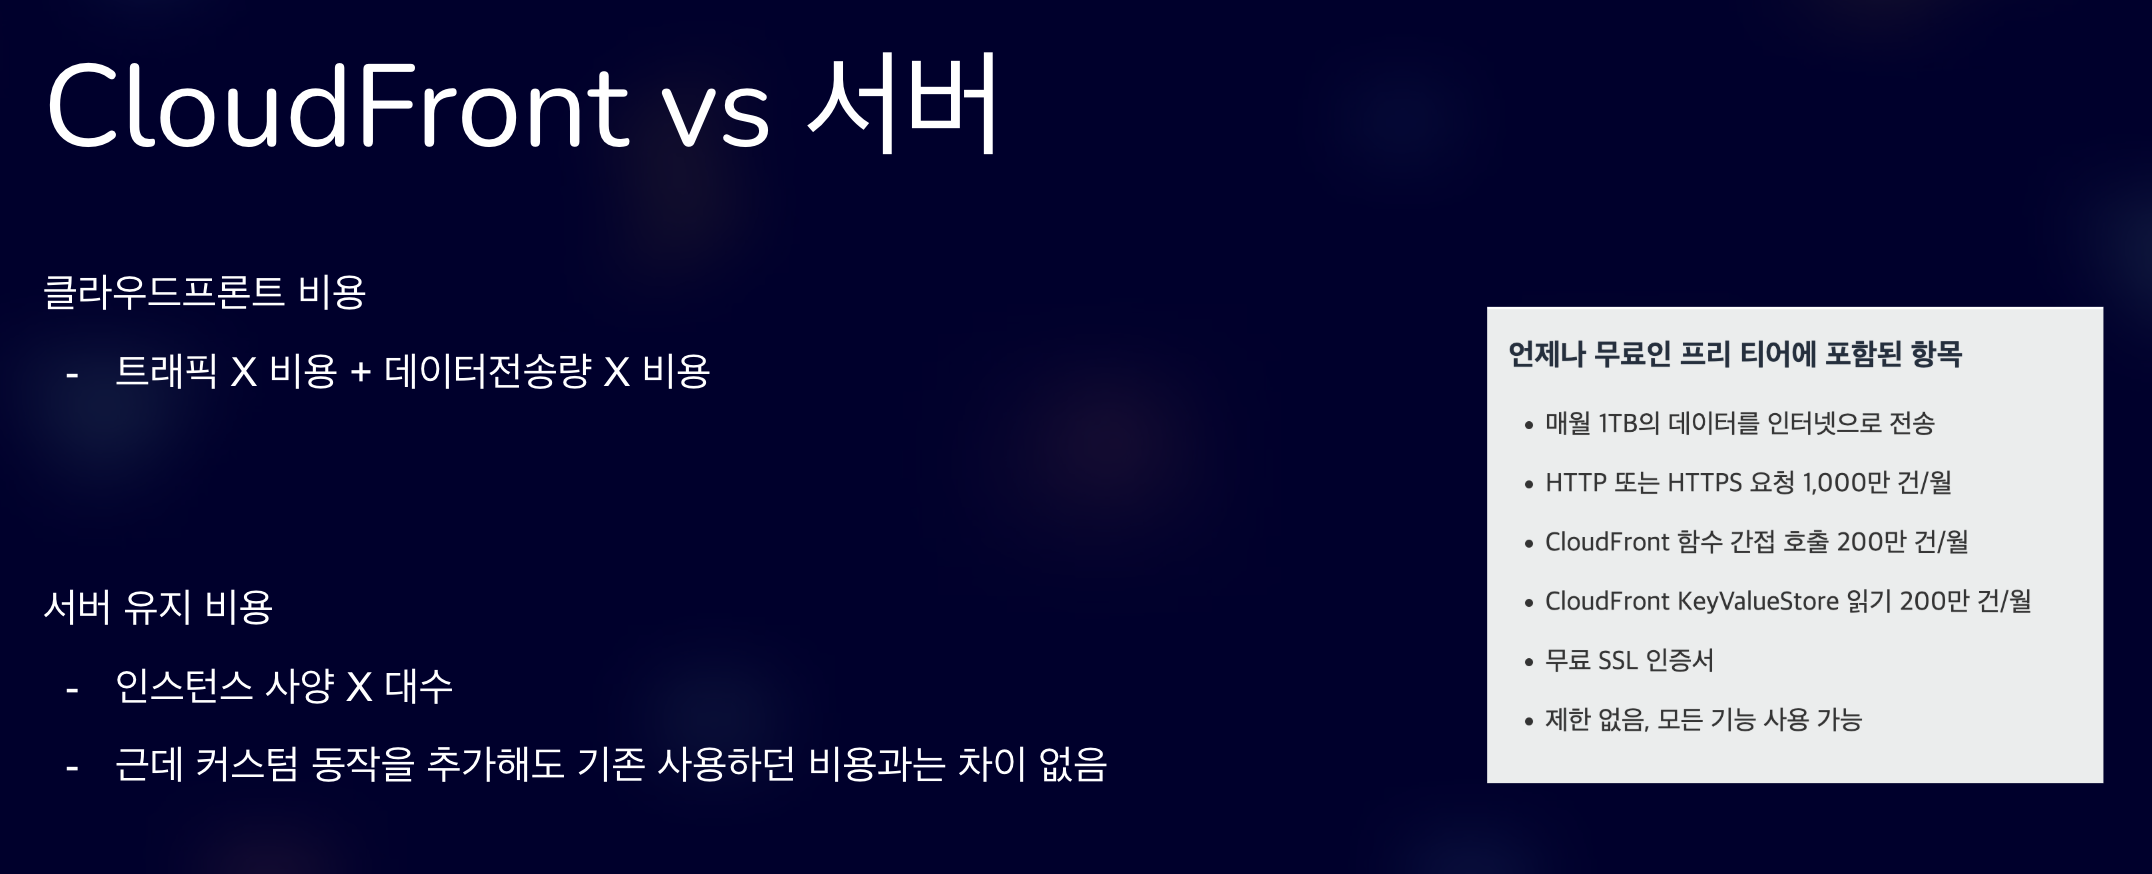 CloudFront vs 서버
클라우드프론트 비용
- 트래픽 X 비용 + 데이터전송량 X 비용
서버 유지 비용
- 인스턴스 사양 X 대수
- 근데 커스텀 동작을 추가해도 기존 사용하던 비용과는 차이 없음
언제나 무료인 프리 티어에 포함된 항목
• 매월 1TB의 데이터를 인터넷으로 전송
• HTTP 또는 HTTPS 요청 1,000만 건/월
• CloudFront 함수 간접 호출 200만 건/월
• CloudFront KeyValueStore 읽기 200만 건/월
• 무료 SSL 인증서
• 제한 없음, 모든 기능 사용 가능